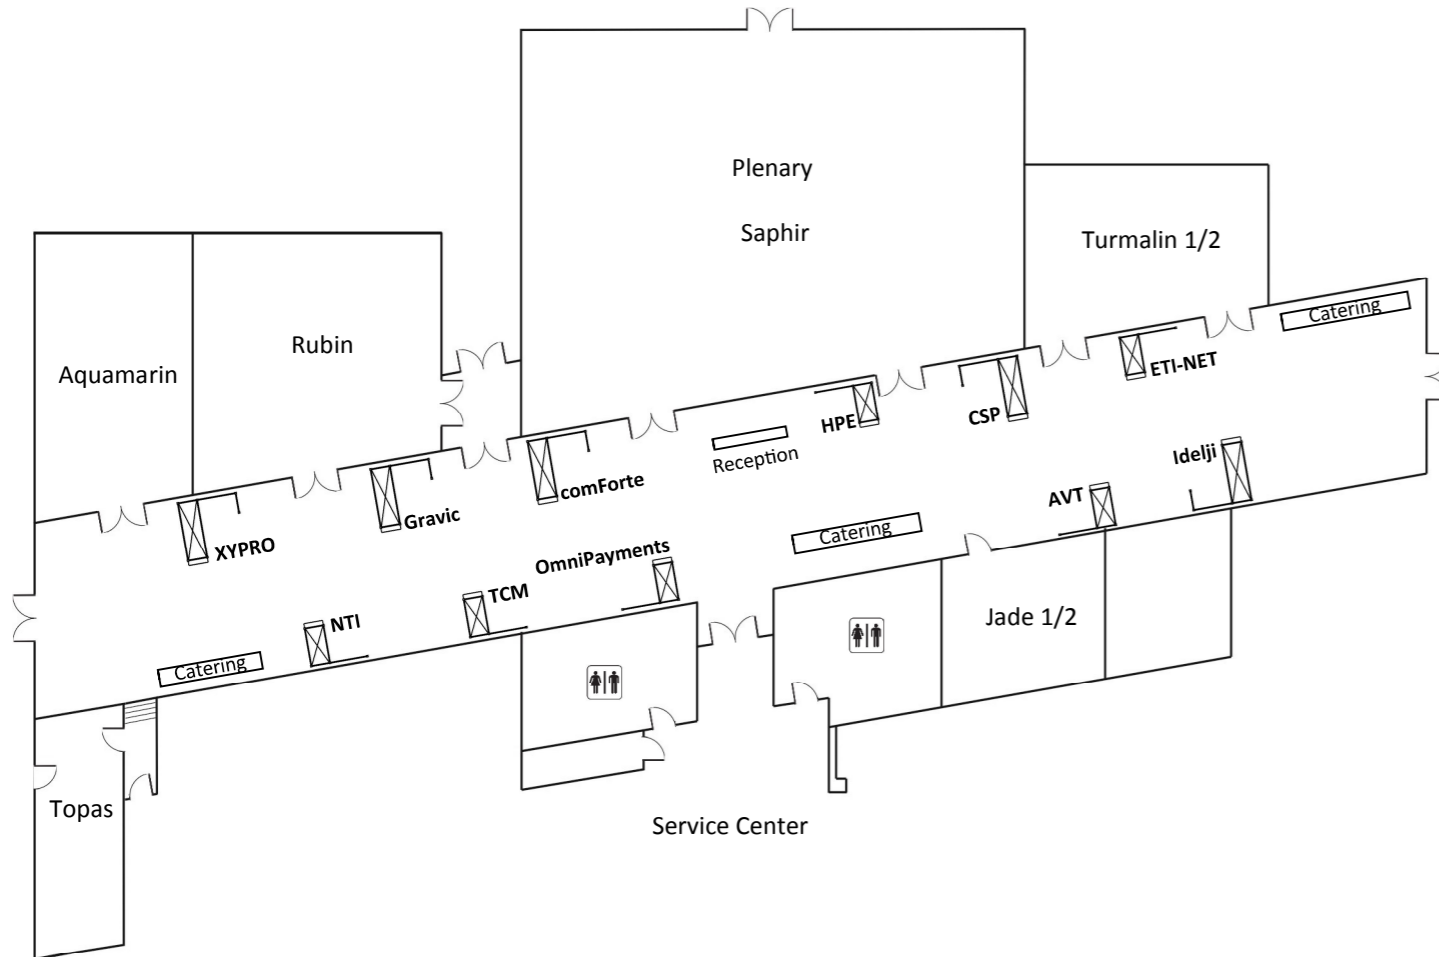 Plenary
Saphir
Turmalin 1/2
Catering
Rubin
Aquamarin
ETI-NET
HPE
CSP
Reception
Idelji
comForte
AVT
Gravic
Catering
XYPRO
OmniPayments
TCM
NTI
Jade 1/2
Catering
Topas
Service Center